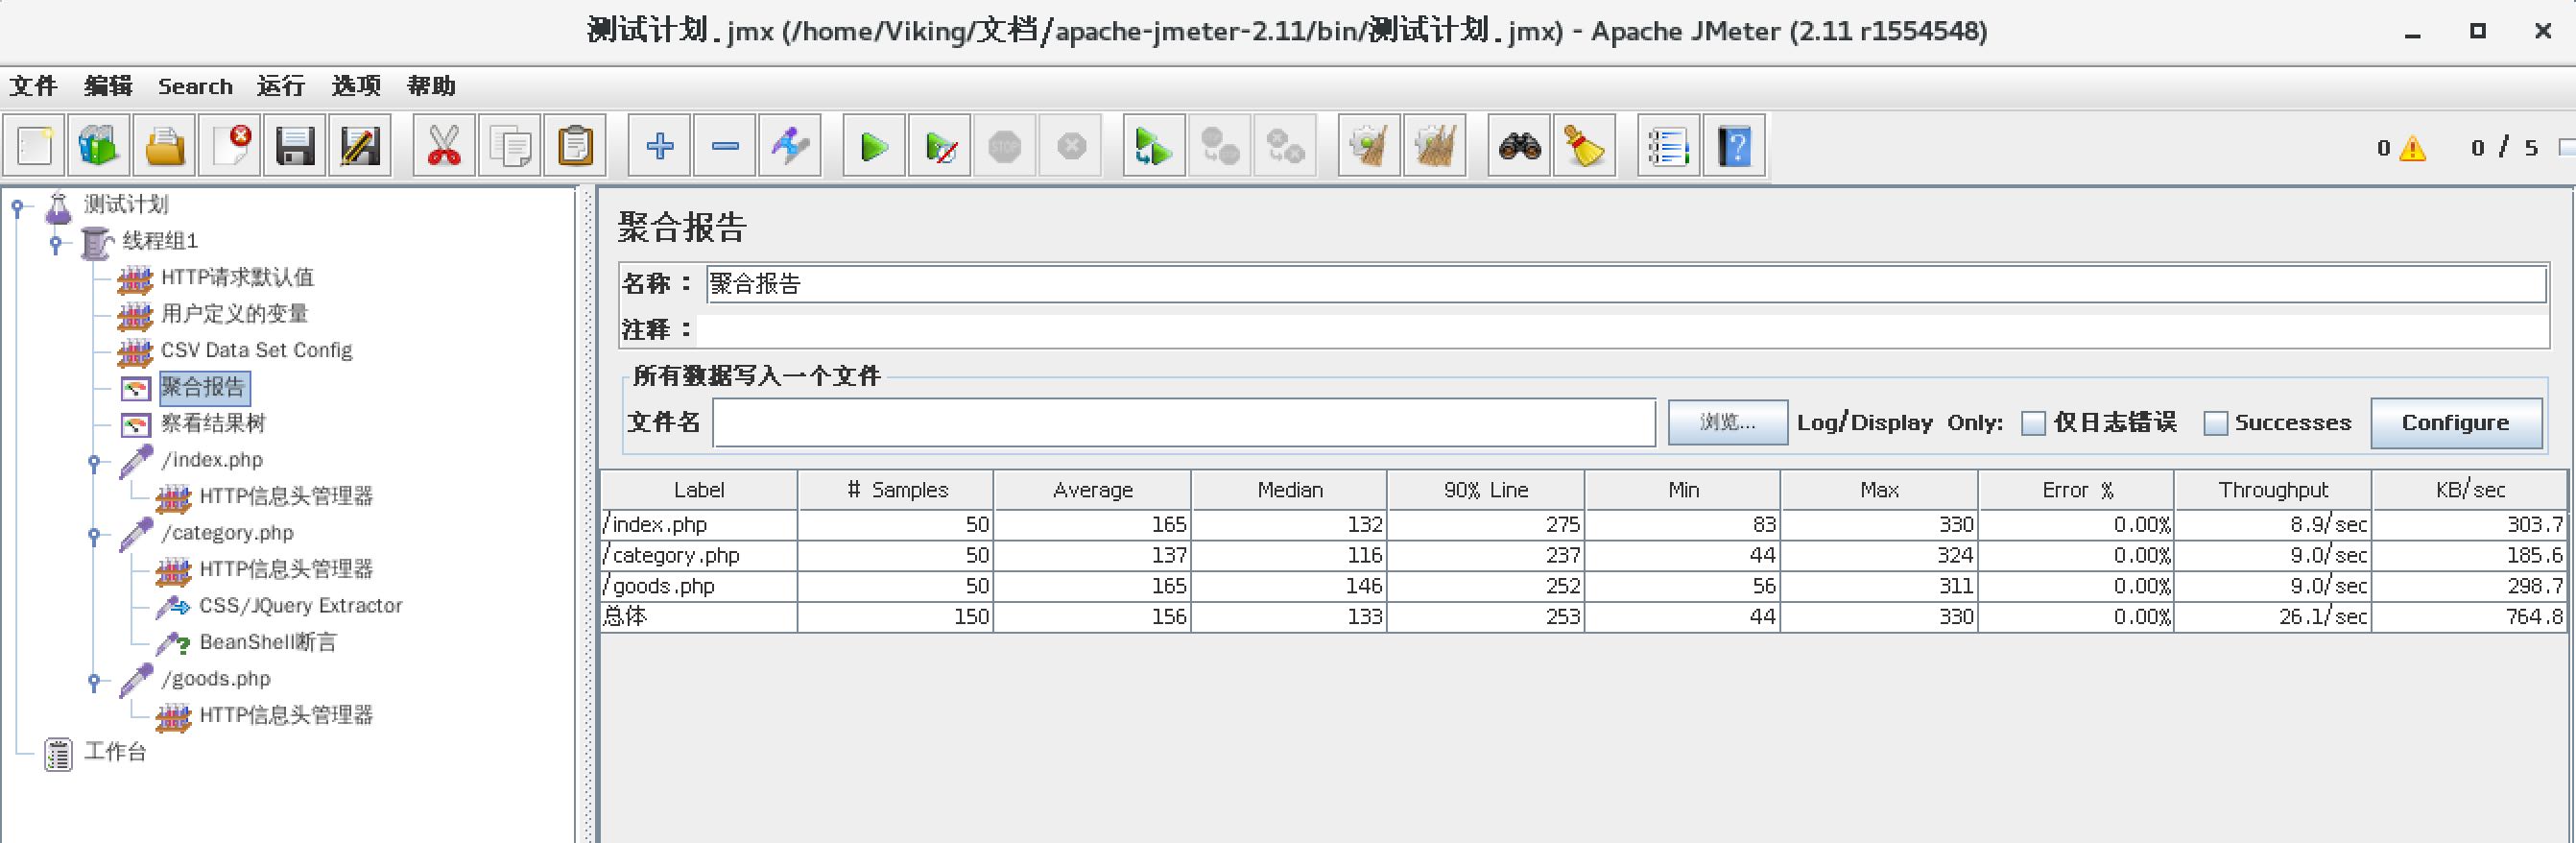 测试计划.jmx (/home/Viking/文档/apache-jmeter-2.11/bin/测试计划.jmx) - Apache JMeter (2.11 r1554548)
文件 编辑 Search 运行 选项 帮助
STOP 0 0 / 5
测试计划
线程组1
HTTP请求默认值
用户定义的变量
CSV Data Set Config
聚合报告
察看结果树
/index.php
HTTP信息头管理器
/category.php
HTTP信息头管理器
CSS/JQuery Extractor
BeanShell断言
/goods.php
HTTP信息头管理器
工作台
聚合报告
名称： 聚合报告
注释：
所有数据写入一个文件
文件名 浏览... Log/Display Only: 仅日志错误 Successes Configure
Label # Samples Average Median 90% Line Min Max Error % Throughput KB/sec
/index.php 50 165 132 275 83 330 0.00% 8.9/sec 303.7
/category.php 50 137 116 237 44 324 0.00% 9.0/sec 185.6
/goods.php 50 165 146 252 56 311 0.00% 9.0/sec 298.7
总体 150 156 133 253 44 330 0.00% 26.1/sec 764.8